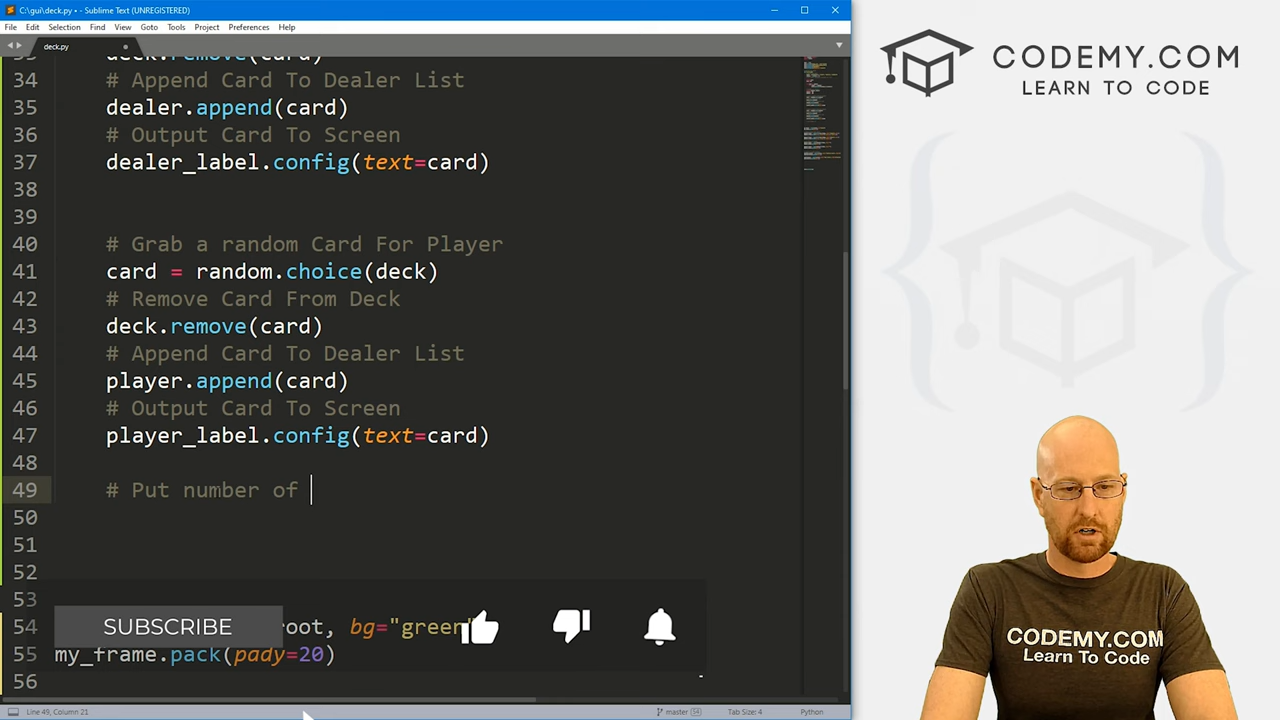 C:\gui\deck.py • - Sublime Text (UNREGISTERED)
File Edit Selection Find View Goto Tools Project Preferences Help
deck.py
33 deck.remove(card)
34 # Append Card To Dealer List
35 dealer.append(card)
36 # Output Card To Screen
37 dealer_label.config(text=card)
38
39
40 # Grab a random Card For Player
41 card = random.choice(deck)
42 # Remove Card From Deck
43 deck.remove(card)
44 # Append Card To Dealer List
45 player.append(card)
46 # Output Card To Screen
47 player_label.config(text=card)
48
49 # Put number of
50
51
52
53
54 root, bg="green"
55 my_frame.pack(pady=20)
56
SUBSCRIBE
Line 49, Column 21
master 54
Tab Size: 4
Python
CODEMY.COM
LEARN TO CODE
CODEMY.COM
Learn To Code